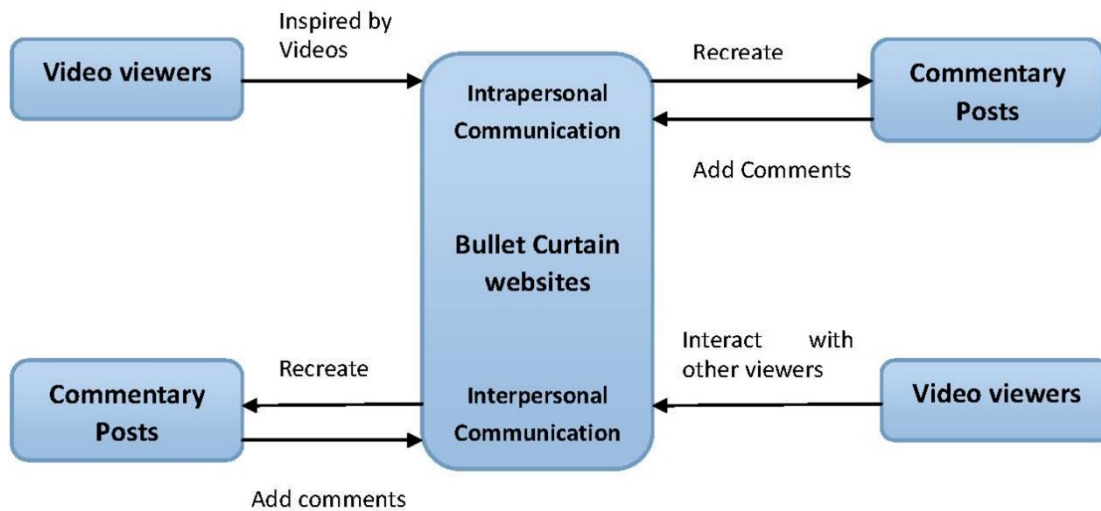 Inspired by
Videos
Video viewers
Recreate
Commentary
Posts
Intrapersonal
Communication
Add Comments
Bullet Curtain
websites
Interact with
other viewers
Video viewers
Recreate
Commentary
Posts
Interpersonal
Communication
Add comments